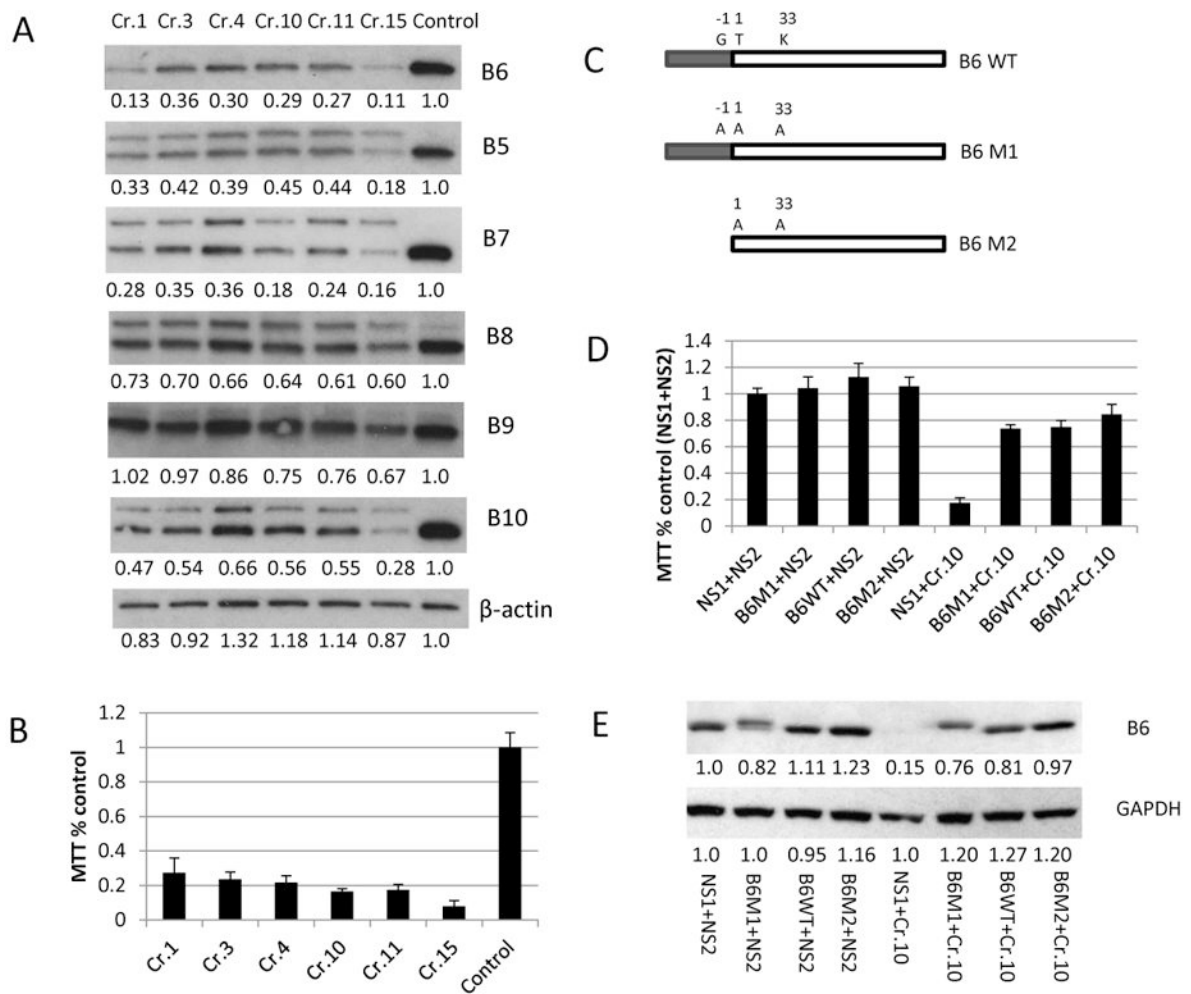 A
Cr.1 Cr.3 Cr.4 Cr.10 Cr.11 Cr.15 Control
B6
0.13 0.36 0.30 0.29 0.27 0.11 1.0
B5
0.33 0.42 0.39 0.45 0.44 0.18 1.0
B7
0.28 0.35 0.36 0.18 0.24 0.16 1.0
B8
0.73 0.70 0.66 0.64 0.61 0.60 1.0
B9
1.02 0.97 0.86 0.75 0.76 0.67 1.0
B10
0.47 0.54 0.66 0.56 0.55 0.28 1.0
β-actin
0.83 0.92 1.32 1.18 1.14 0.87 1.0
B
MTT % control
1.2
1
0.8
0.6
0.4
0.2
0
Cr.1 Cr.3 Cr.4 Cr.10 Cr.11 Cr.15 Control
C
-1 1 33
G T K
B6 WT
-1 1 33
A A A
B6 M1
1 33
A A
B6 M2
D
MTT % control (NS1+NS2)
1.4
1.2
1
0.8
0.6
0.4
0.2
0
NS1+NS2 B6M1+NS2 B6WT+NS2 B6M2+NS2 NS1+Cr.10 B6M1+Cr.10 B6WT+Cr.10 B6M2+Cr.10
E
B6
1.0 0.82 1.11 1.23 0.15 0.76 0.81 0.97
GAPDH
1.0 1.0 0.95 1.16 1.0 1.20 1.27 1.20
NS1+NS2 B6M1+NS2 B6WT+NS2 B6M2+NS2 NS1+Cr.10 B6M1+Cr.10 B6WT+Cr.10 B6M2+Cr.10